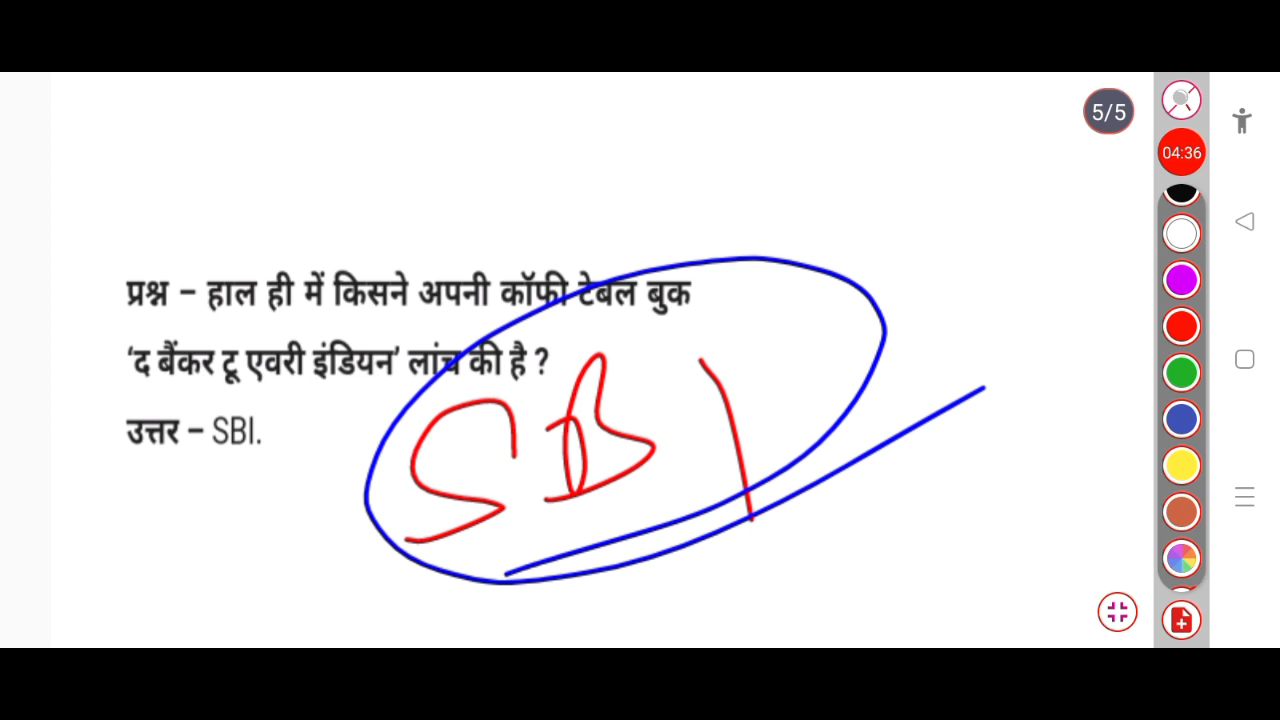 5/5
04:36
प्रश्न – हाल ही में किसने अपनी कॉफी टेबल बुक
‘द बैंकर टू एवरी इंडियन’ लांच की है ?
उत्तर – SBI.
SBI